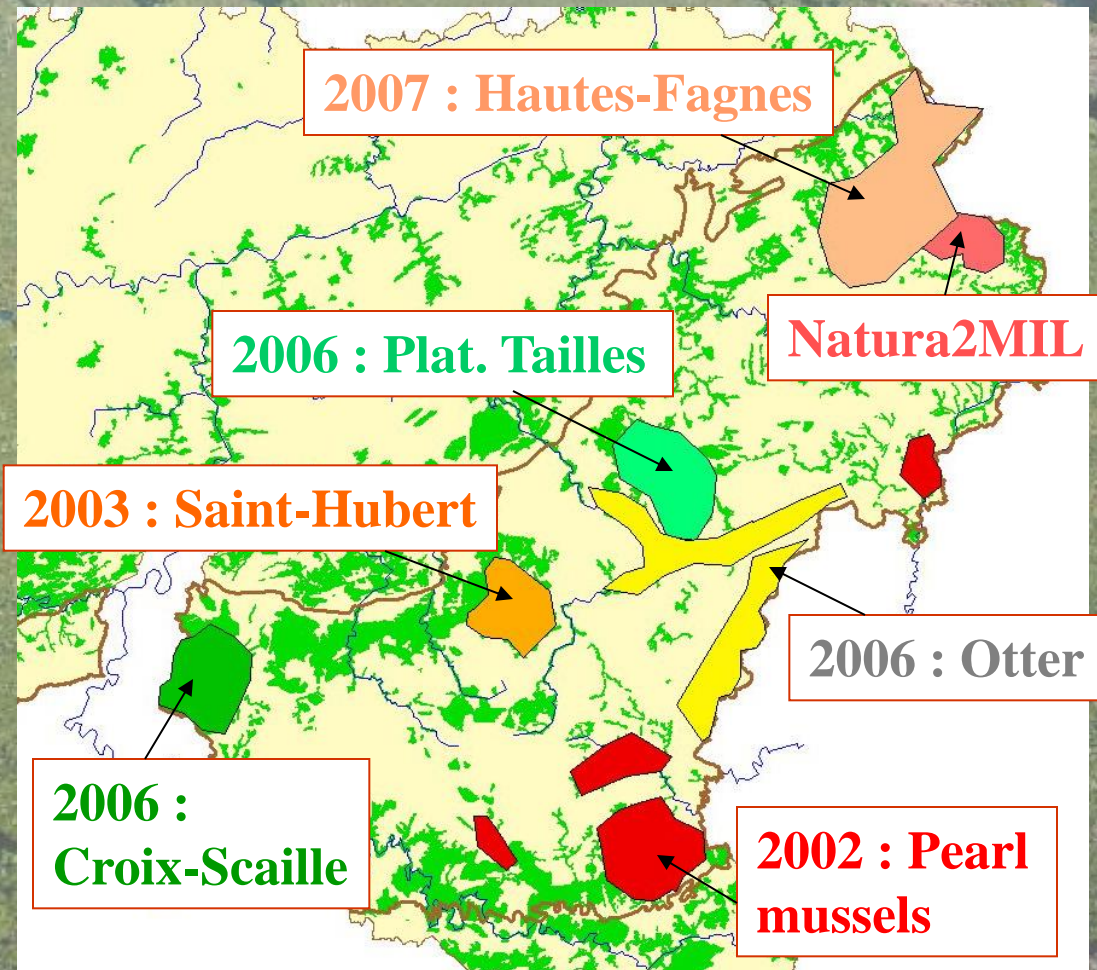 2007 : Hautes-Fagnes
Natura2MIL
2006 : Plat. Tailles
2003 : Saint-Hubert
2006 : Otter
2006 :
Croix-Scaille
2002 : Pearl
mussels